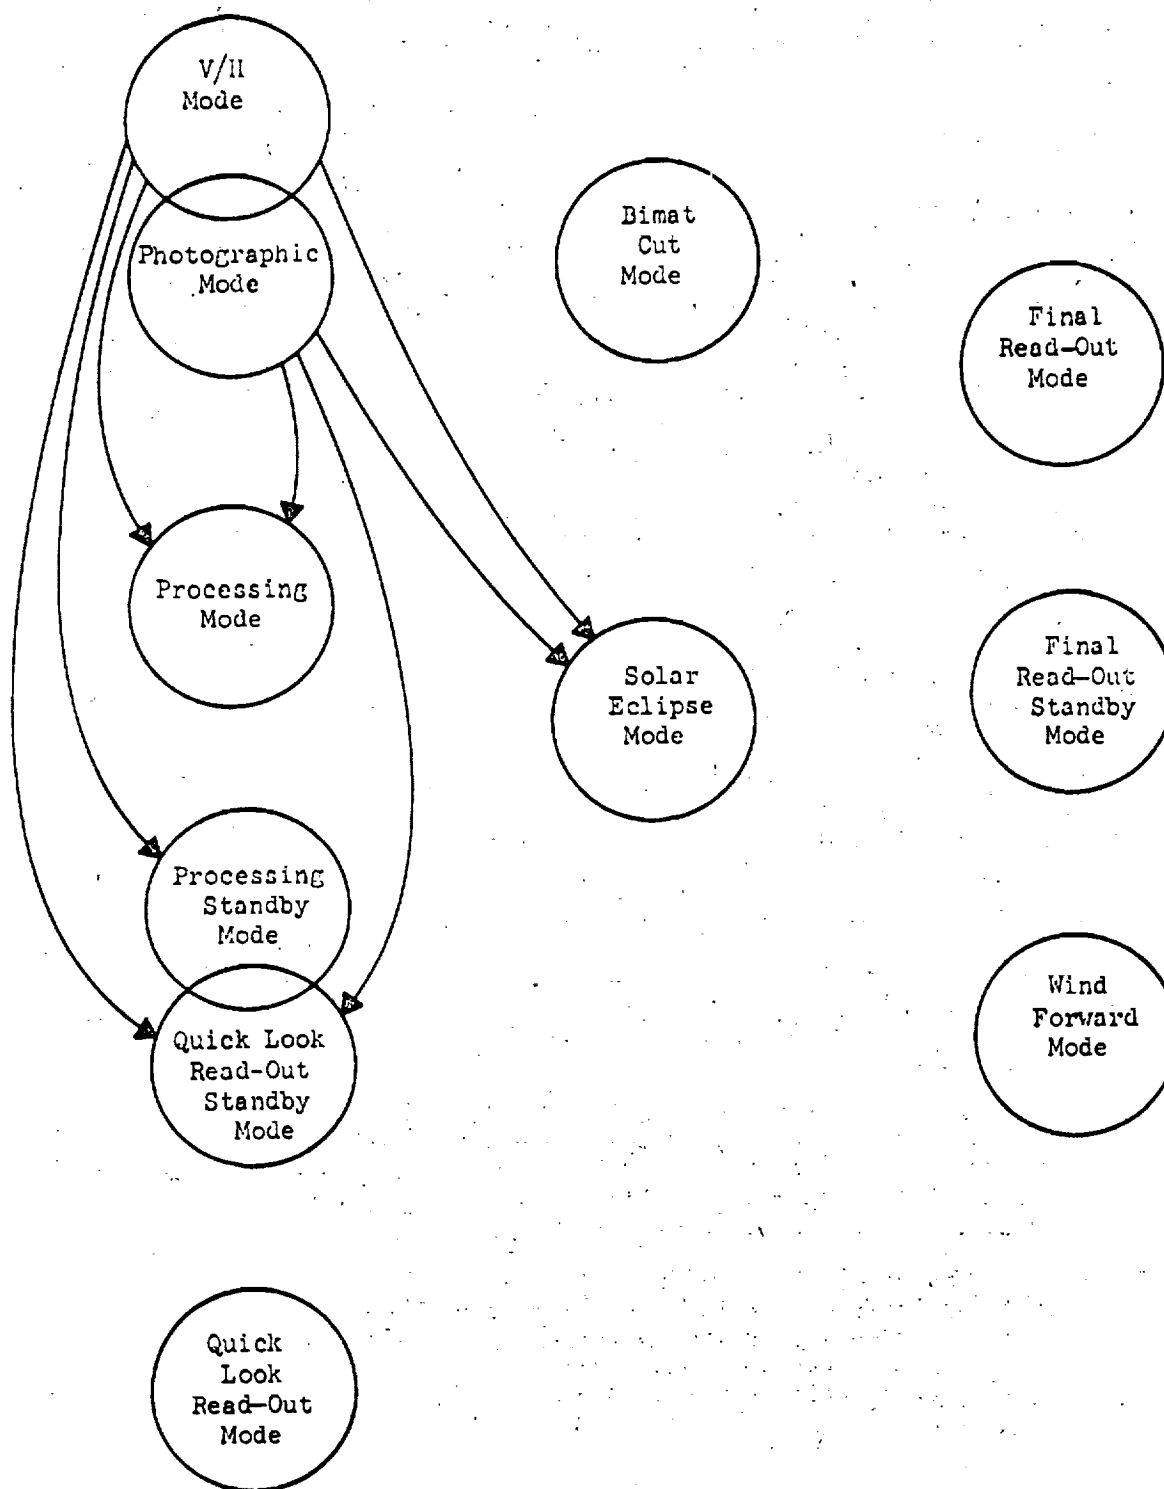 V/H
Mode
Photographic
Mode
Processing
Mode
Processing
Standby
Mode
Quick Look
Read-Out
Standby
Mode
Quick
Look
Read-Out
Mode
Bimat
Cut
Mode
Solar
Eclipse
Mode
Final
Read-Out
Mode
Final
Read-Out
Standby
Mode
Wind
Forward
Mode